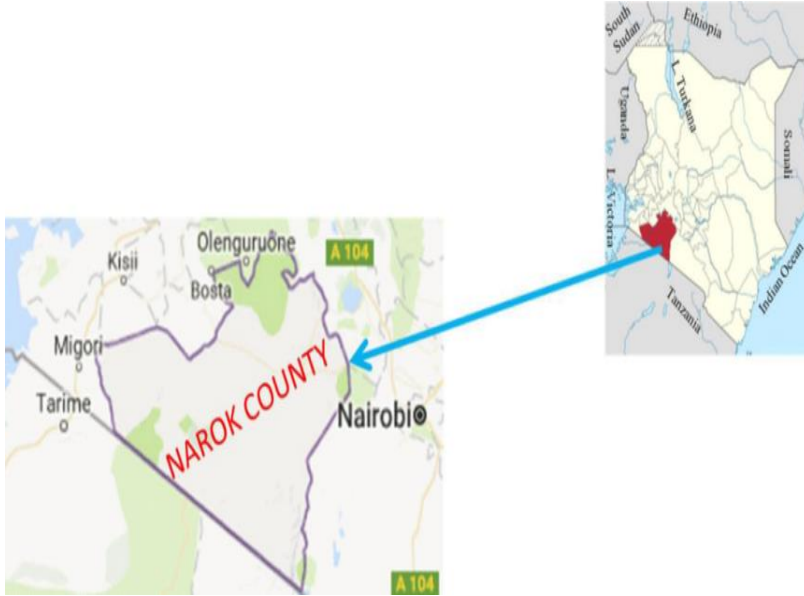 South
Sudan
Ethiopia
L. Turkana
Uganda
Somali
L. Victoria
Tanzania
Indian Ocean
Olenguruone
A 104
Kisii
Bosta
Migori
NAROK COUNTY
Tarime
Nairobi
A 104